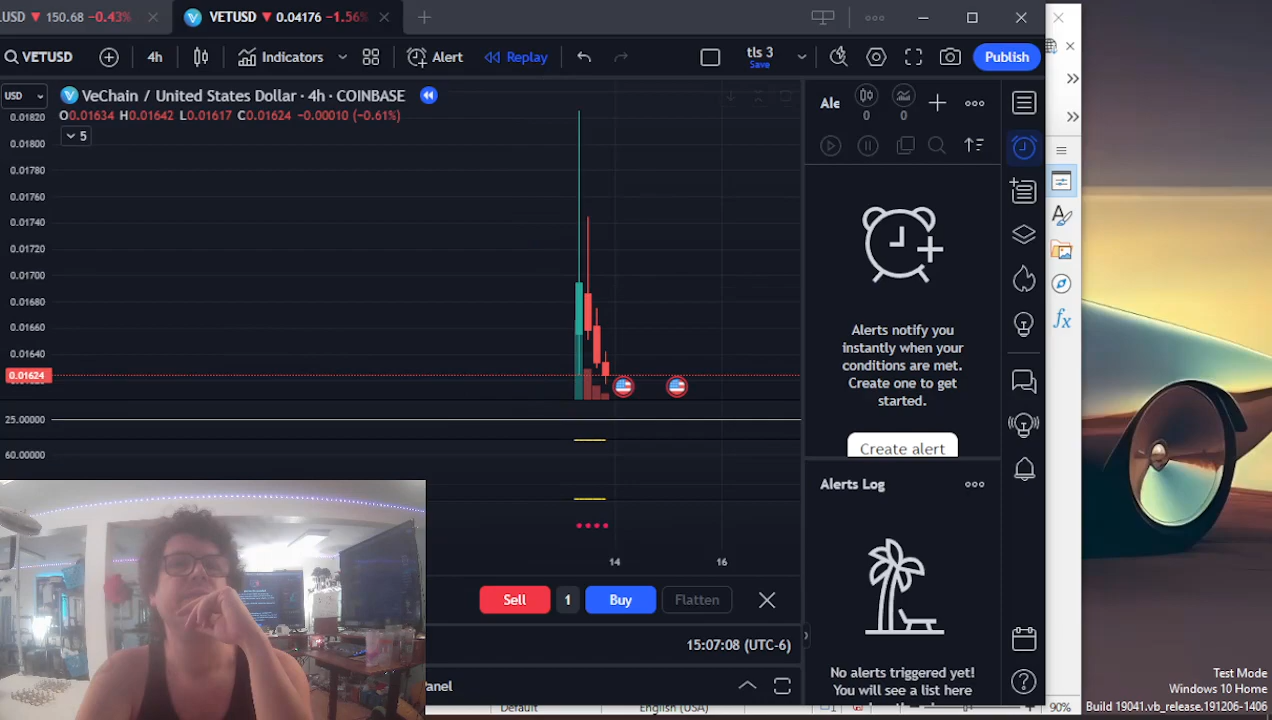 LUSD 150.68 -0.43%
VETUSD 0.04176 -1.56%
VETUSD 4h Indicators Alert Replay tls 3 Save Publish
USD VeChain / United States Dollar · 4h · COINBASE
O0.01634 H0.01642 L0.01617 C0.01624 -0.00010 (-0.61%)
5
0.01820
0.01800
0.01780
0.01760
0.01740
0.01720
0.01700
0.01680
0.01660
0.01640
0.01624
25.00000
60.00000
14 16
Sell 1 Buy Flatten
15:07:08 (UTC-6)
Panel
Ale 0 0
Alerts notify you
instantly when your
conditions are met.
Create one to get
started.
Create alert
Alerts Log
No alerts triggered yet!
You will see a list here
fx
Default English (USA) 90%
Test Mode
Windows 10 Home
Build 19041.vb_release.191206-1406